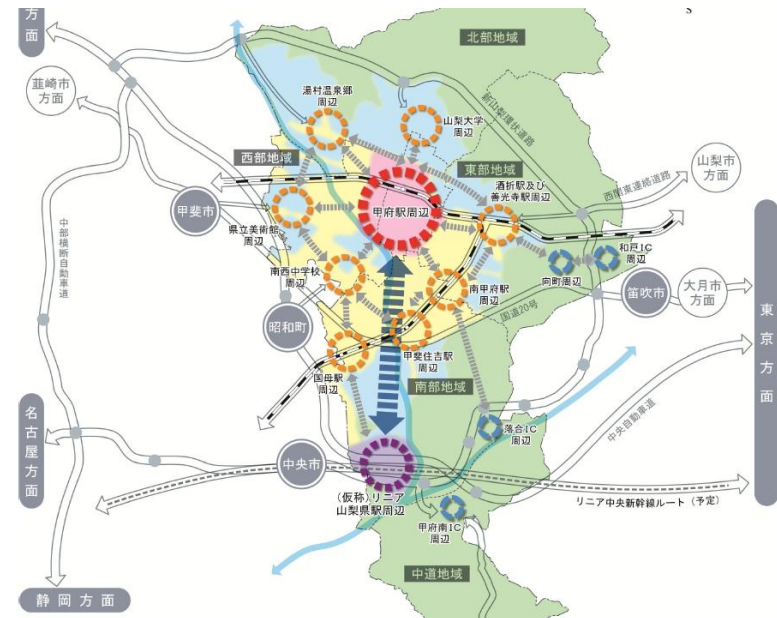 s
方面
北部地域
韮崎市
方面
湯村温泉郷
周辺
山梨大学
周辺
新山梨環状道路
西部地域
東部地域
山梨市
方面
酒折駅及び
善光寺駅周辺
西関東連絡道路
甲斐市
甲府駅周辺
県立美術館
周辺
和戸IC
周辺
中部横断自動車道
南西中学校
周辺
南甲府駅
周辺
向町周辺
笛吹市
大月市
方面
国道20号
昭和町
東京方面
甲斐住吉駅
周辺
国母駅
周辺
南部地域
名古屋方面
落合IC
周辺
中央自動車道
中央市
(仮称)リニア
山梨県駅周辺
リニア中央新幹線ルート(予定)
甲府南IC
周辺
中道地域
静岡方面